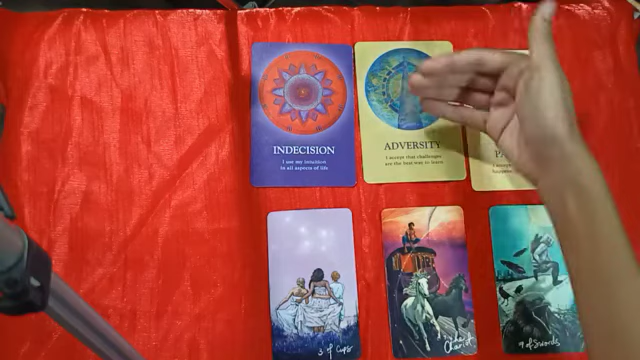 INDECISION
I use my intuition
in all aspects of life
ADVERSITY
I accept that challenges
are the best way to learn
3 of Cups
the Chariot
9 of Swords